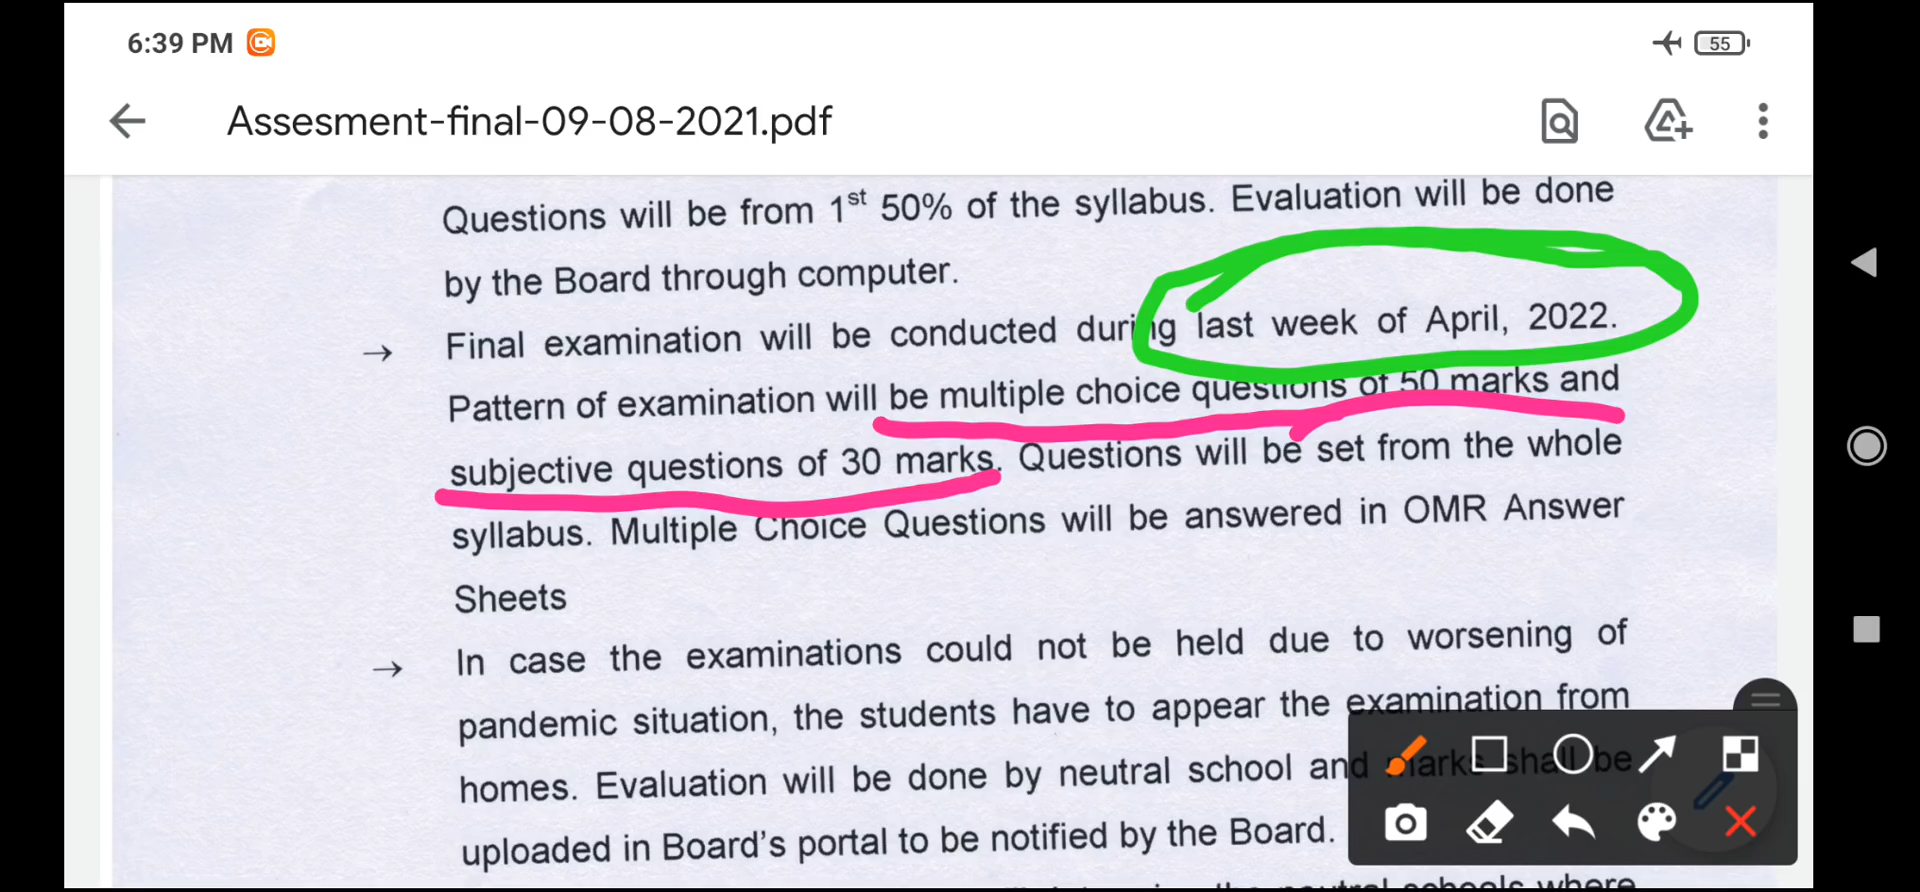 6:39 PM
55
Assesment-final-09-08-2021.pdf
Questions will be from 1st 50% of the syllabus. Evaluation will be done
by the Board through computer.
→ Final examination will be conducted during last week of April, 2022.
Pattern of examination will be multiple choice questions of 50 marks and
subjective questions of 30 marks. Questions will be set from the whole
syllabus. Multiple Choice Questions will be answered in OMR Answer
Sheets
→ In case the examinations could not be held due to worsening of
pandemic situation, the students have to appear the examination from
homes. Evaluation will be done by neutral school and marks shall be
uploaded in Board's portal to be notified by the Board.
neutral schools where